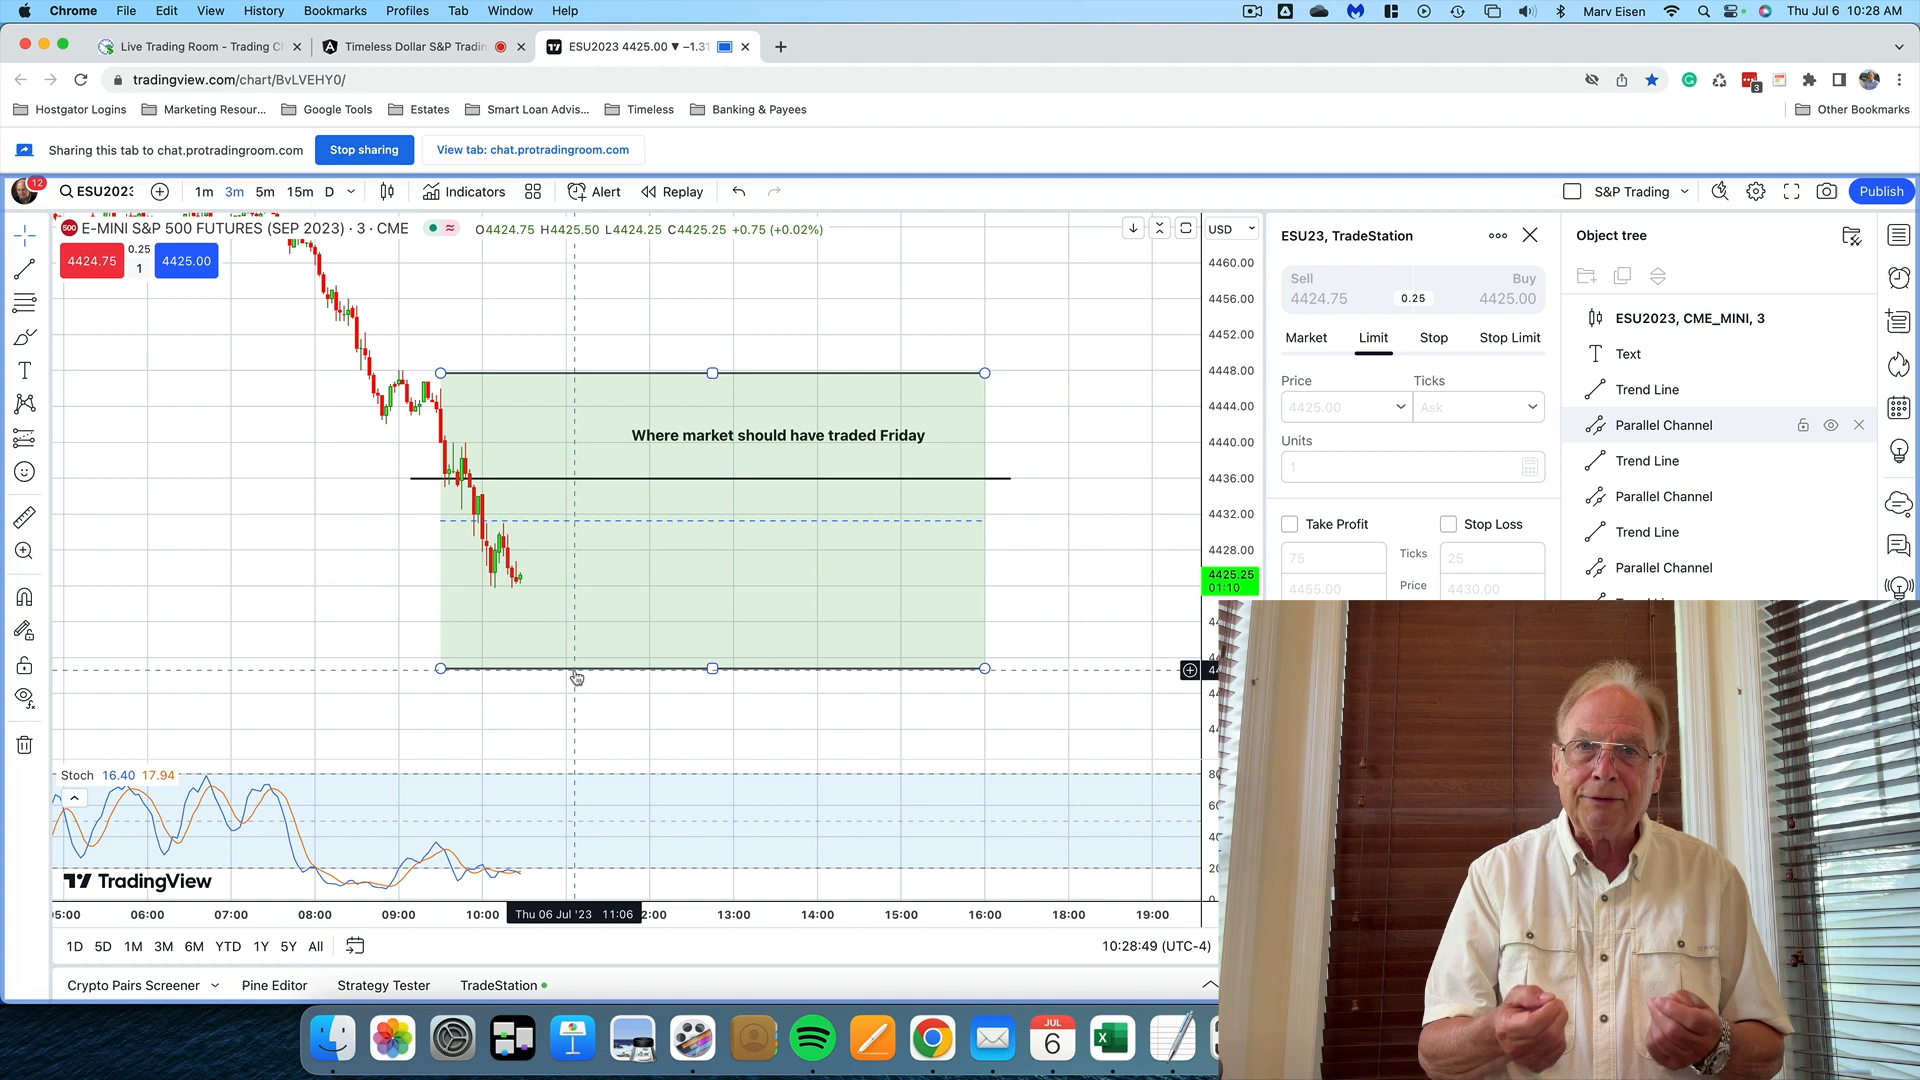 Chrome File Edit View History Bookmarks Profiles Tab Window Help Marv Eisen Thu Jul 6 10:28 AM
Live Trading Room - Trading C Timeless Dollar S&P Tradin ESU2023 4425.00 ▼ −1.31
tradingview.com/chart/BvLVEHY0/ 3
Hostgator Logins Marketing Resour... Google Tools Estates Smart Loan Advis... Timeless Banking & Payees Other Bookmarks
Sharing this tab to chat.protradingroom.com Stop sharing View tab: chat.protradingroom.com
12 ESU2023 1m 3m 5m 15m D Indicators Alert Replay S&P Trading Publish
500 E-MINI S&P 500 FUTURES (SEP 2023) · 3 · CME O4424.75 H4425.50 L4424.25 C4425.25 +0.75 (+0.02%) USD
4424.75 0.25 1 4425.00
4460.00
4456.00
4452.00
4448.00
4444.00
4440.00
4436.00
4432.00
4428.00
4425.25
01:10
Where market should have traded Friday
ESU23, TradeStation
Sell Buy
4424.75 0.25 4425.00
Market Limit Stop Stop Limit
Price Ticks
4425.00 Ask
Units
1
Take Profit Stop Loss
75 Ticks 25
4455.00 Price 4430.00
Object tree
ESU2023, CME_MINI, 3
Text
Trend Line
Parallel Channel
Trend Line
Parallel Channel
Trend Line
Parallel Channel
Stoch 16.40 17.94
TradingView
06:00 07:00 08:00 09:00 10:00 Thu 06 Jul '23 11:06 2:00 13:00 14:00 15:00 16:00 17:00 18:00 19:00
1D 5D 1M 3M 6M YTD 1Y 5Y All 10:28:49 (UTC-4)
Crypto Pairs Screener Pine Editor Strategy Tester TradeStation
JUL
6